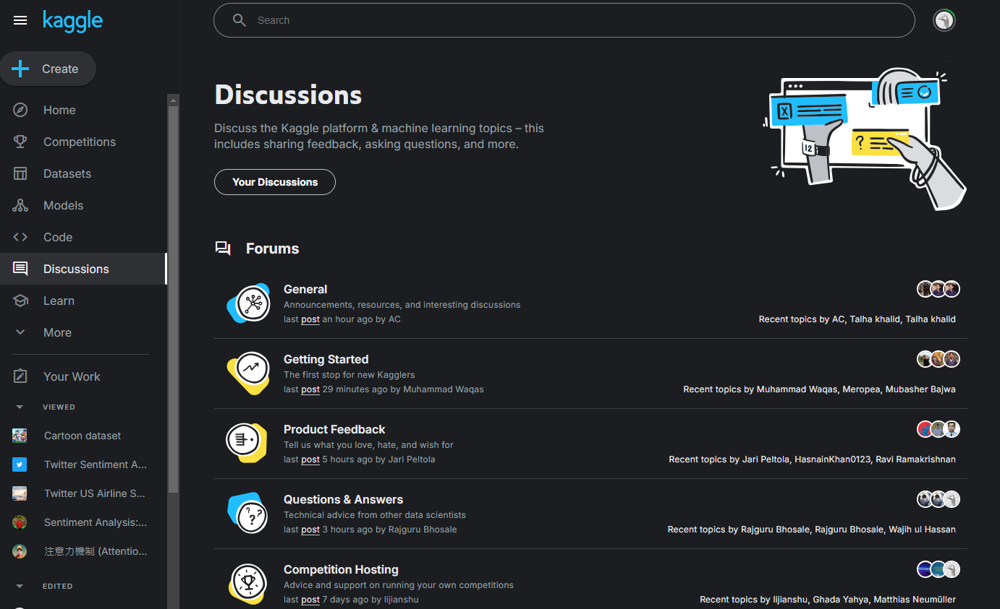 kaggle
Search
Create
Home
Competitions
Datasets
Models
Code
Discussions
Learn
More
Your Work
VIEWED
Cartoon dataset
Twitter Sentiment A...
Twitter US Airline S...
Sentiment Analysis:...
注意力機制 (Attentio...
EDITED
Discussions
Discuss the Kaggle platform & machine learning topics – this
includes sharing feedback, asking questions, and more.
Your Discussions
X
?
12
Forums
General
Announcements, resources, and interesting discussions
last post an hour ago by AC
Recent topics by AC, Talha khalid, Talha khalid
Getting Started
The first stop for new Kagglers
last post 29 minutes ago by Muhammad Waqas
Recent topics by Muhammad Waqas, Meropea, Mubasher Bajwa
Product Feedback
Tell us what you love, hate, and wish for
last post 5 hours ago by Jari Peltola
Recent topics by Jari Peltola, HasnainKhan0123, Ravi Ramakrishnan
? ? ?
Questions & Answers
Technical advice from other data scientists
last post 3 hours ago by Rajguru Bhosale
Recent topics by Rajguru Bhosale, Rajguru Bhosale, Wajih ul Hassan
Competition Hosting
Advice and support on running your own competitions
last post 7 days ago by lijianshu
Recent topics by lijianshu, Ghada Yahya, Matthias Neumüller